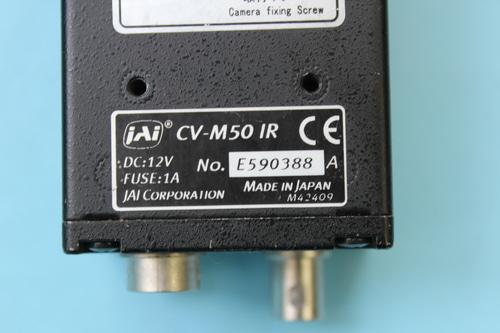 Camera fixing Screw
JAi® CV-M50 IR CE
DC:12V No. E590388 A
FUSE:1A
JAI CORPORATION MADE IN JAPAN
M42409